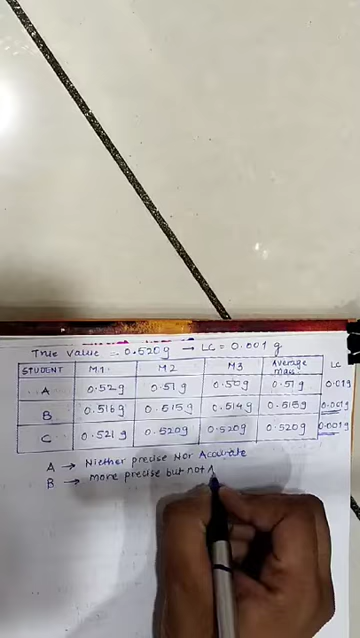 True value = 0.520g → LC = 0.001 g
STUDENT M1 M2 M3 Average mass LC
A 0.52g 0.51g 0.50g 0.51g 0.01g
B 0.516g 0.515g 0.514g 0.515g 0.001g
C 0.521g 0.520g 0.520g 0.520g 0.001g
A → Niether precise Nor Accurate
B → More precise but not A